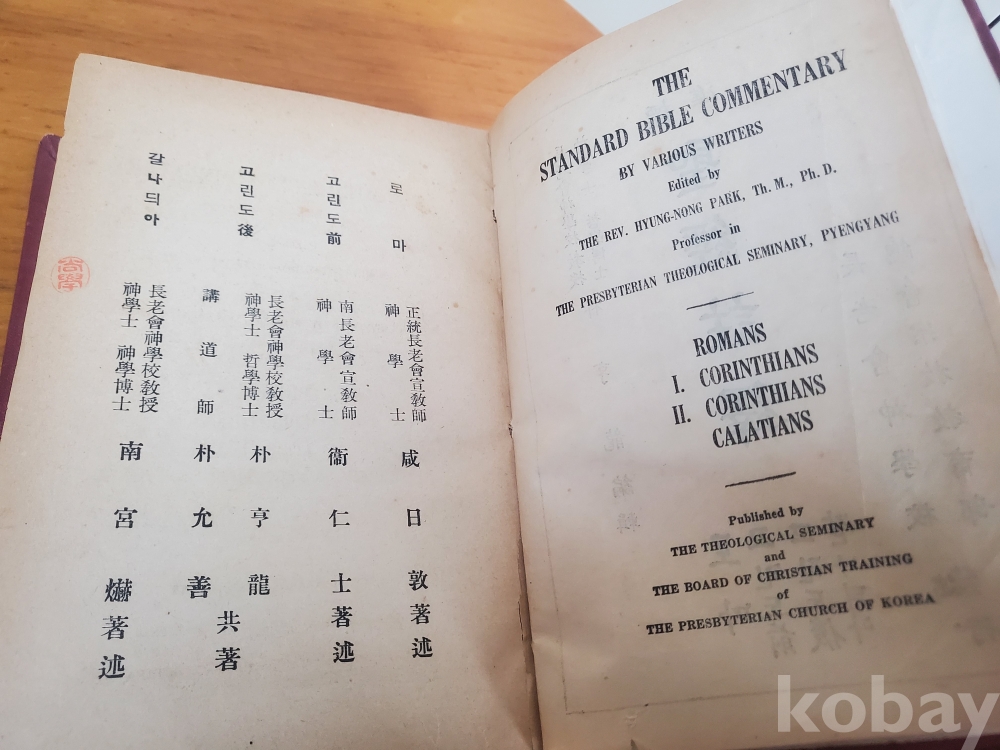 로마
正統長老會宣敎師
神學士
咸日敦著述
고린도前
南長老會宣敎師
神學士
衞仁士著述
고린도後
長老會神學校敎授
神學士 哲學博士
朴亨龍
講道師 朴允善
共著
갈나듸아
長老會神學校敎授
神學士 神學博士
南宮爀著述
THE
STANDARD BIBLE COMMENTARY
BY VARIOUS WRITERS
Edited by
THE REV. HYUNG-NONG PARK, Th. M., Ph. D.
Professor in
THE PRESBYTERIAN THEOLOGICAL SEMINARY, PYENGYANG
ROMANS
I. CORINTHIANS
II. CORINTHIANS
CALATIANS
Published by
THE THEOLOGICAL SEMINARY
and
THE BOARD OF CHRISTIAN TRAINING
of
THE PRESBYTERIAN CHURCH OF KOREA
kobay